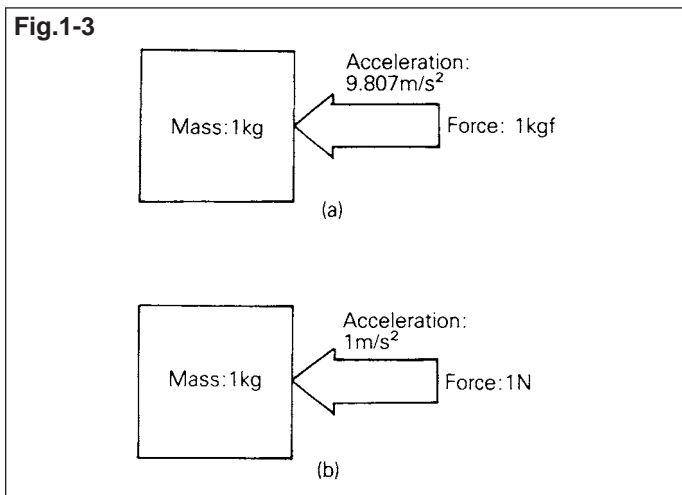 Fig.1-3
Acceleration:
9.807m/s²
Mass:1kg
Force: 1kgf
(a)
Acceleration:
1m/s²
Mass:1kg
Force:1N
(b)